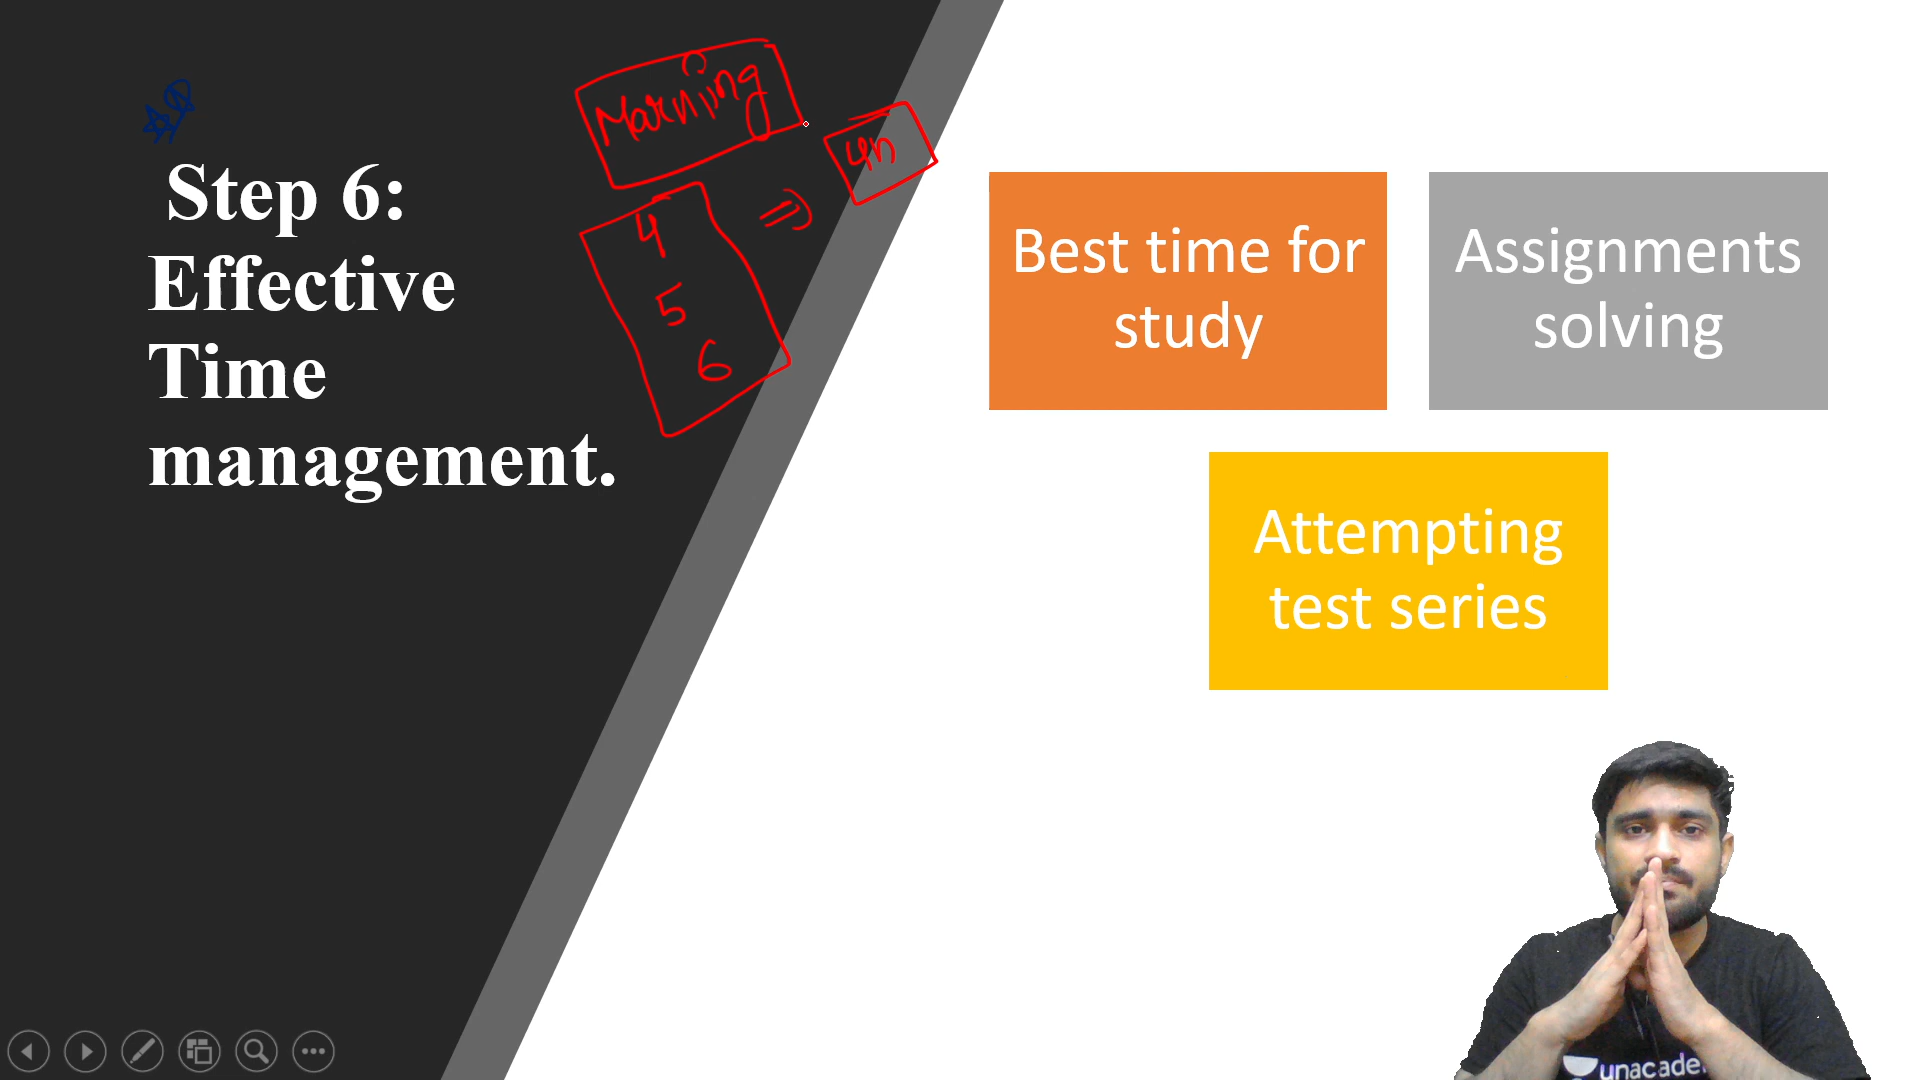 Step 6:
Effective
Time
management.
Morning
4
5
6
4h
Best time for
study
Assignments
solving
Attempting
test series
unacade